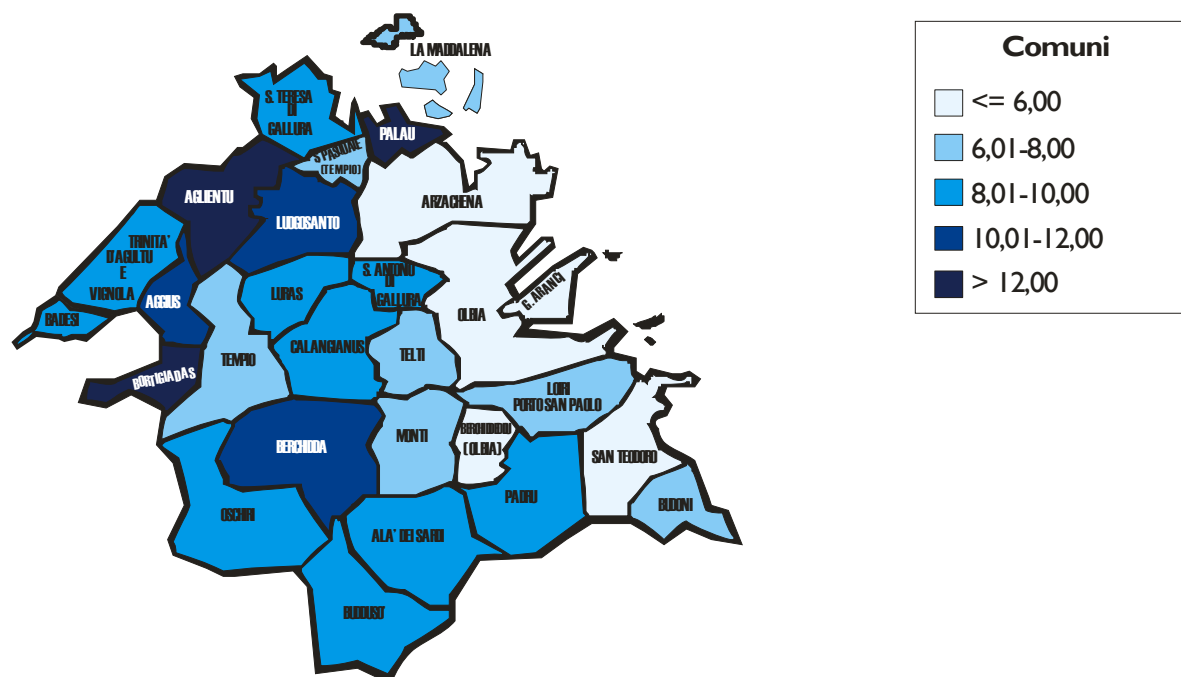 LA MADDALENA
S. TERESA
DI
GALLURA
PALAU
S PASQUALE
(TEMPIO)
AGLIENTU
ARZACHENA
LUOGOSANTO
TRINITA'
D'AGULTU
E
VIGNOLA
S. ANTONIO
DI
GALLURA
LURAS
G. ARANCI
AGGIUS
OLBIA
BADESI
CALANGIANUS
TELTI
TEMPIO
BORTIGIADAS
LOIRI
PORTO SAN PAOLO
BERCHIDDEDDU
(OLBIA)
MONTI
BERCHIDDA
SAN TEODORO
PADRU
BUDONI
OSCHIRI
ALA' DEI SARDI
BUDDUSO'
Comuni
<= 6,00
6,01-8,00
8,01-10,00
10,01-12,00
> 12,00